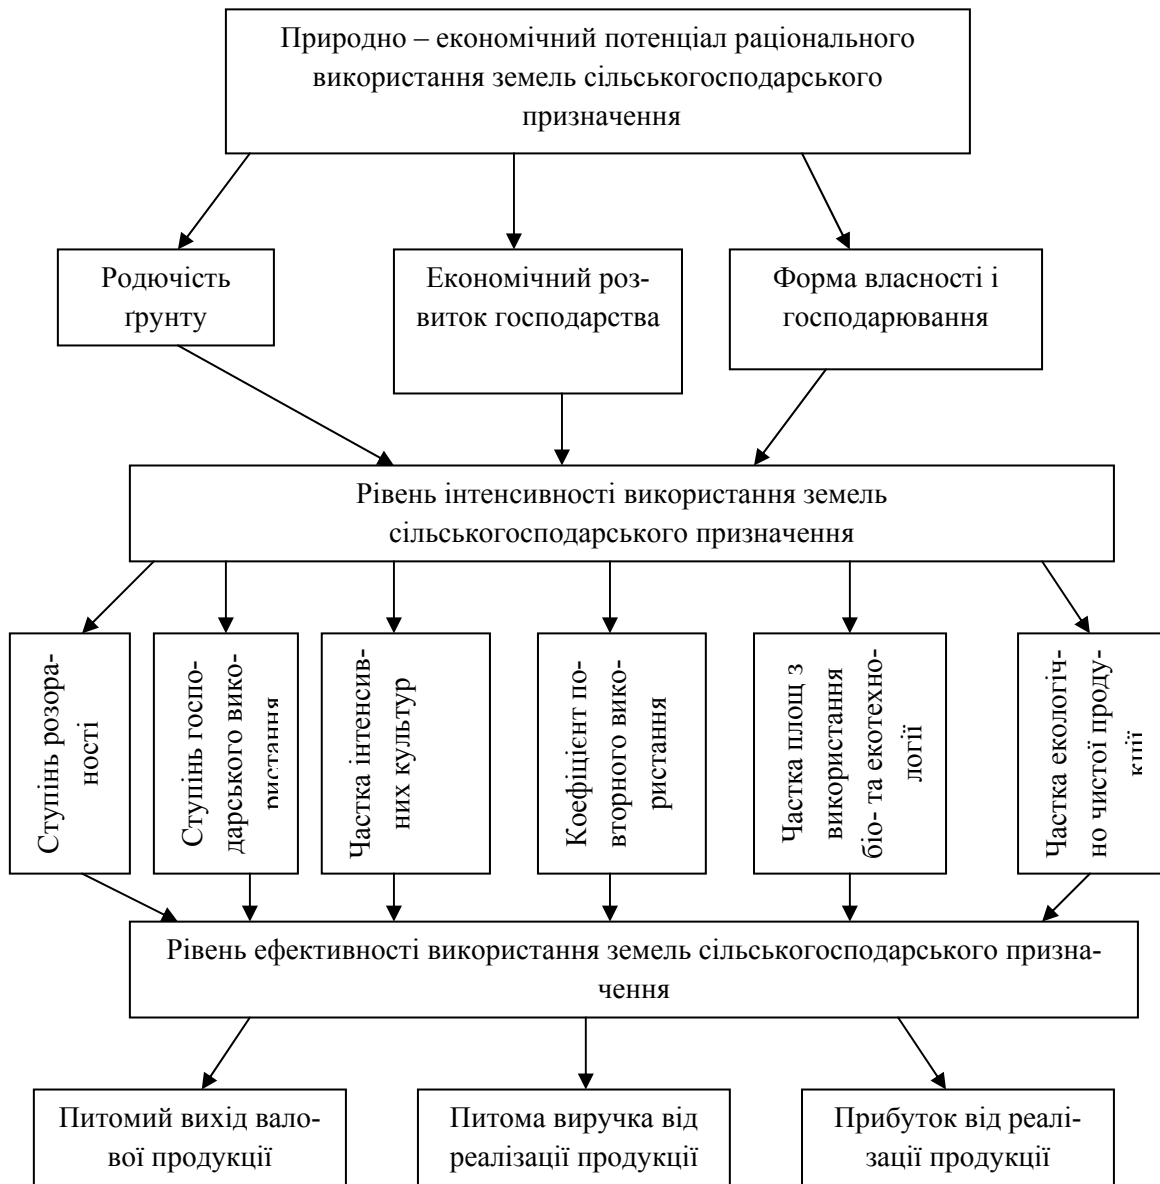 Природно – економічний потенціал раціонального
використання земель сільськогосподарського
призначення
Родючість
ґрунту
Економічний роз-
виток господарства
Форма власності і
господарювання
Рівень інтенсивності використання земель
сільськогосподарського призначення
Ступінь розора-
ності
Ступінь госпо-
дарського вико-
ристання
Частка інтенсив-
них культур
Коефіцієнт по-
вторного вико-
ристання
Частка площ з
використання
біо- та екотехно-
логії
Частка екологіч-
но чистої проду-
кції
Рівень ефективності використання земель сільськогосподарського призна-
чення
Питомий вихід вало-
вої продукції
Питома виручка від
реалізації продукції
Прибуток від реалі-
зації продукції